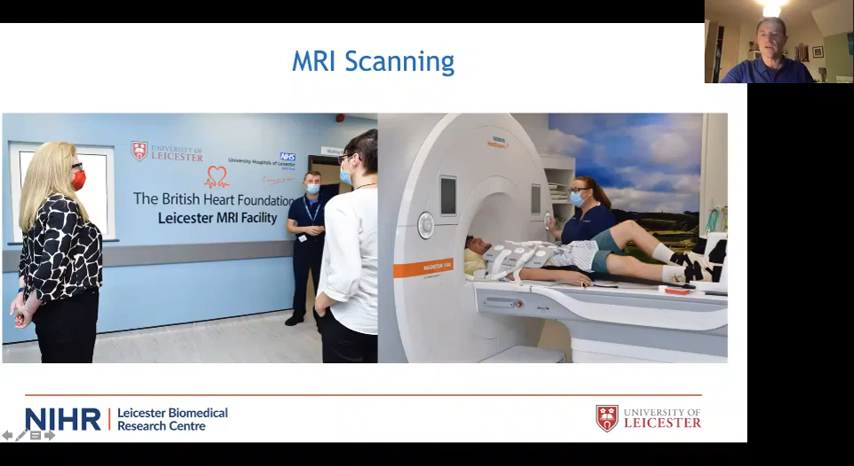 MRI Scanning
UNIVERSITY OF
LEICESTER
NHS
University Hospitals of Leicester
The British Heart Foundation
Leicester MRI Facility
NIHR
Leicester Biomedical
Research Centre
UNIVERSITY OF
LEICESTER